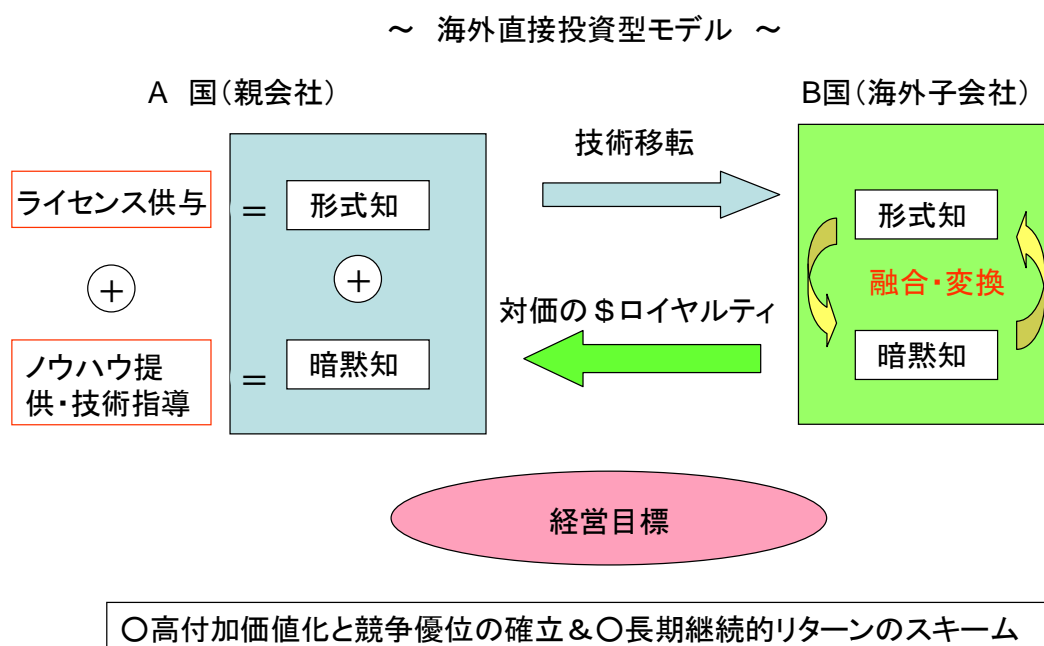 ～ 海外直接投資型モデル ～
A 国(親会社)
B国(海外子会社)
技術移転
ライセンス供与
＝
形式知
形式知
＋
＋
融合・変換
対価の＄ロイヤルティ
ノウハウ提
供・技術指導
＝
暗黙知
暗黙知
経営目標
○高付加価値化と競争優位の確立＆○長期継続的リターンのスキーム